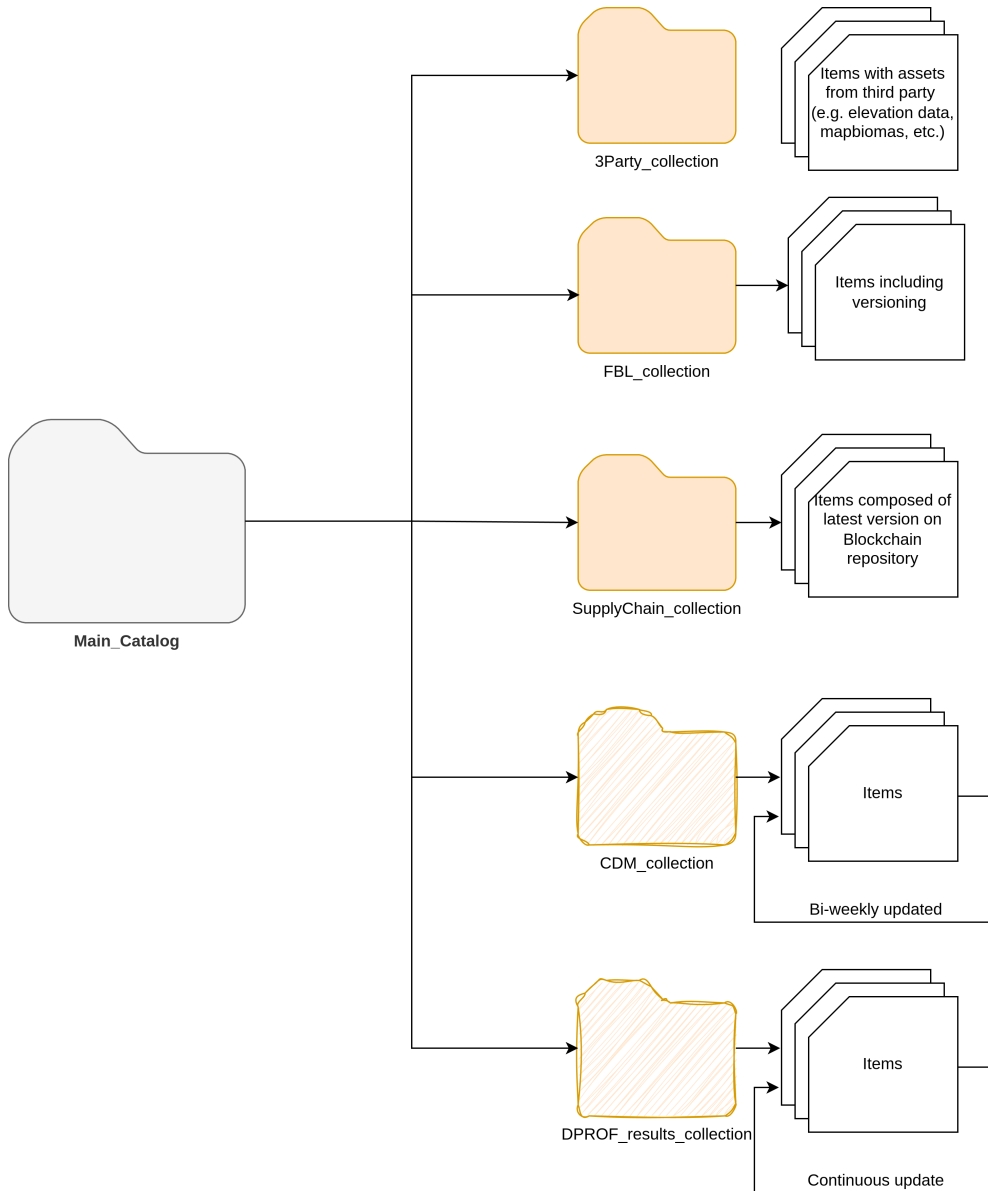 Items with assets
from third party
(e.g. elevation data,
mapbiomas, etc.)
3Party_collection
Items including
versioning
FBL_collection
Items composed of
latest version on
Blockchain
repository
SupplyChain_collection
Main_Catalog
Items
CDM_collection
Bi-weekly updated
Items
DPROF_results_collection
Continuous update